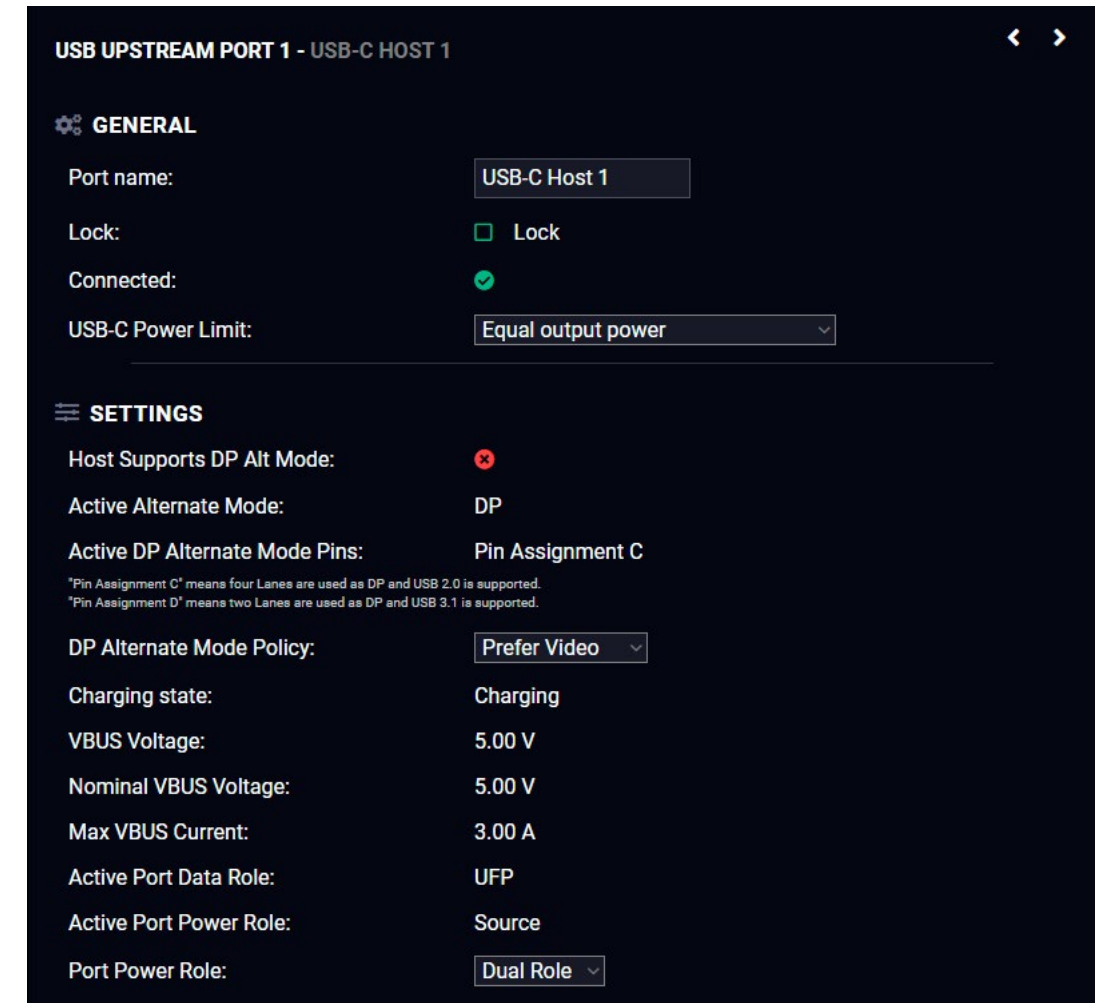 USB UPSTREAM PORT 1 - USB-C HOST 1
GENERAL
Port name: USB-C Host 1
Lock: Lock
Connected:
USB-C Power Limit: Equal output power
SETTINGS
Host Supports DP Alt Mode:
Active Alternate Mode: DP
Active DP Alternate Mode Pins: Pin Assignment C
"Pin Assignment C" means four Lanes are used as DP and USB 2.0 is supported.
"Pin Assignment D" means two Lanes are used as DP and USB 3.1 is supported.
DP Alternate Mode Policy: Prefer Video
Charging state: Charging
VBUS Voltage: 5.00 V
Nominal VBUS Voltage: 5.00 V
Max VBUS Current: 3.00 A
Active Port Data Role: UFP
Active Port Power Role: Source
Port Power Role: Dual Role